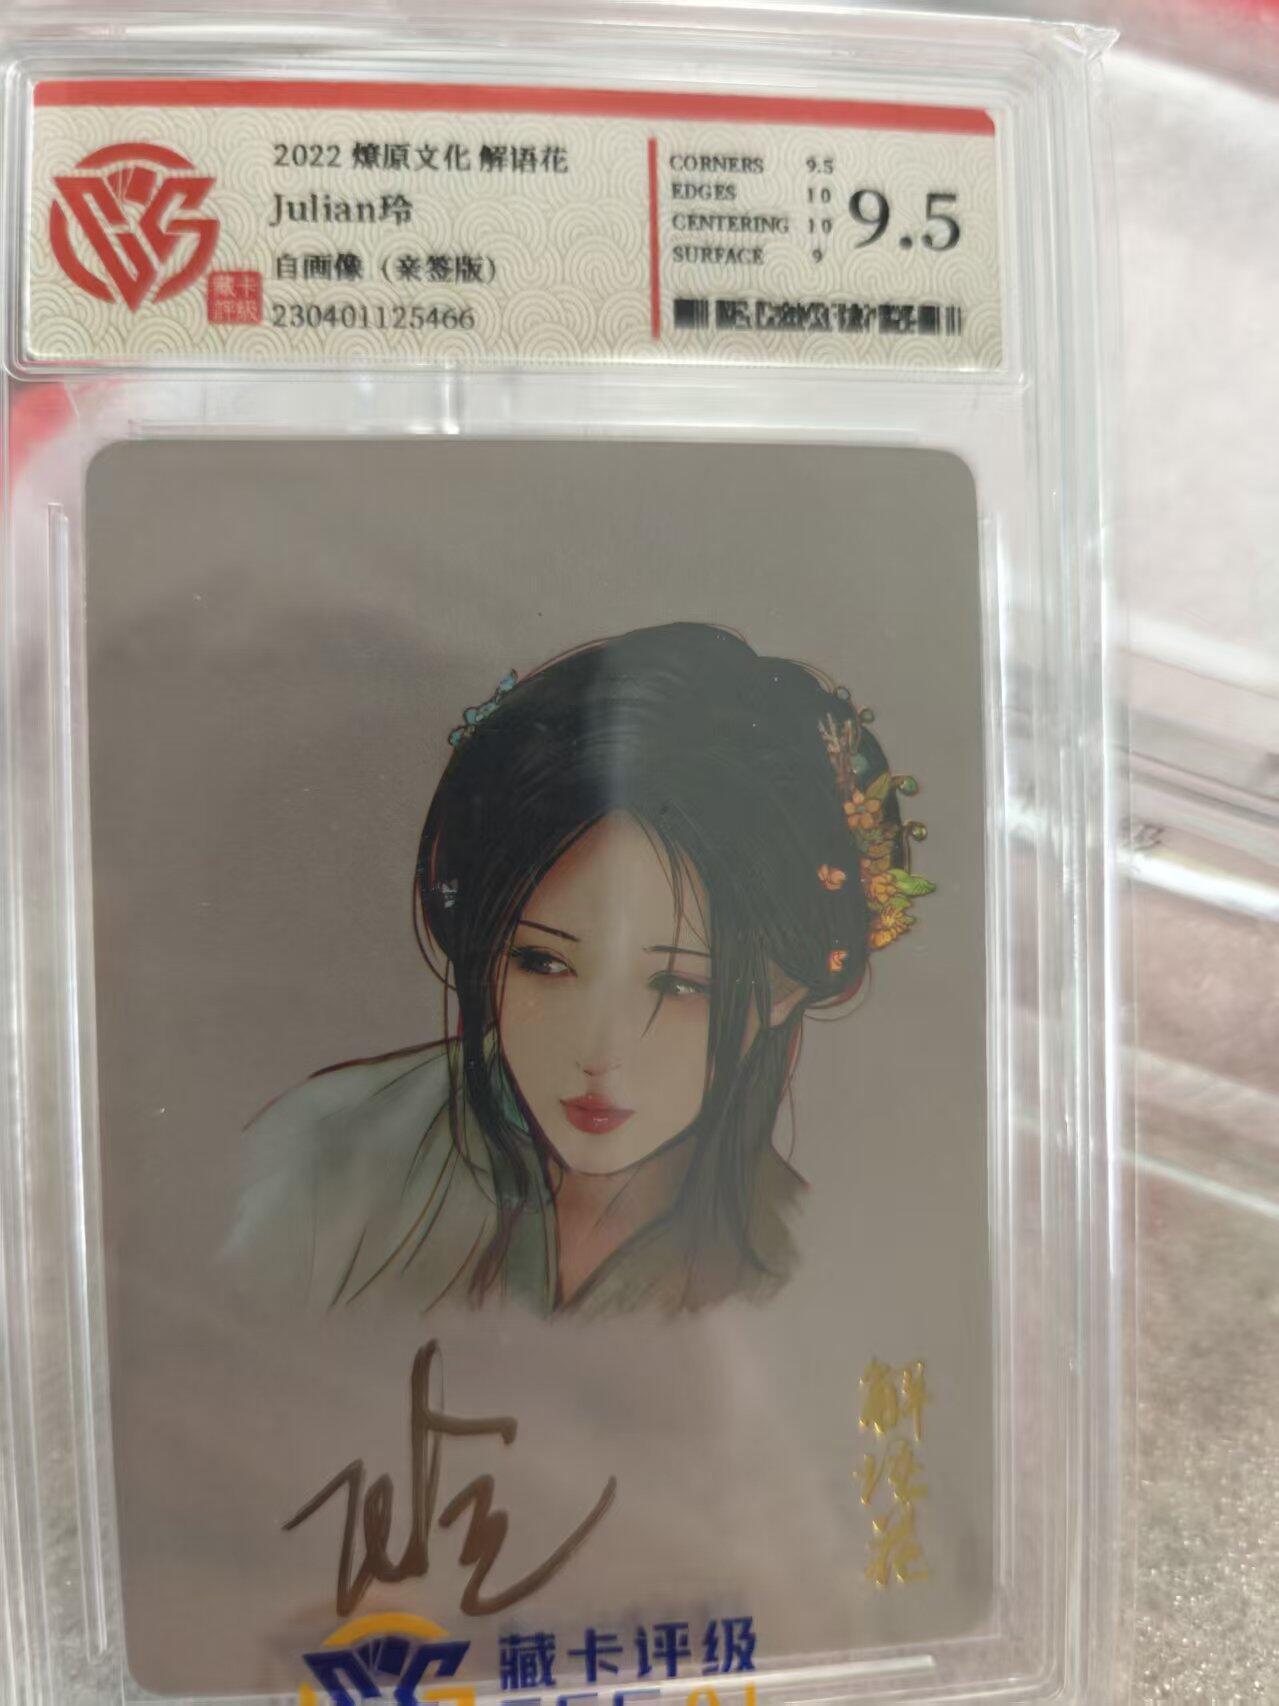 2022 燎原文化 解语花
Julian玲
自画像（亲签版）
230401125466
藏卡
评级
CORNERS 9.5
EDGES 10
CENTERING 10
SURFACE 9
9.5
解语花
藏卡评级